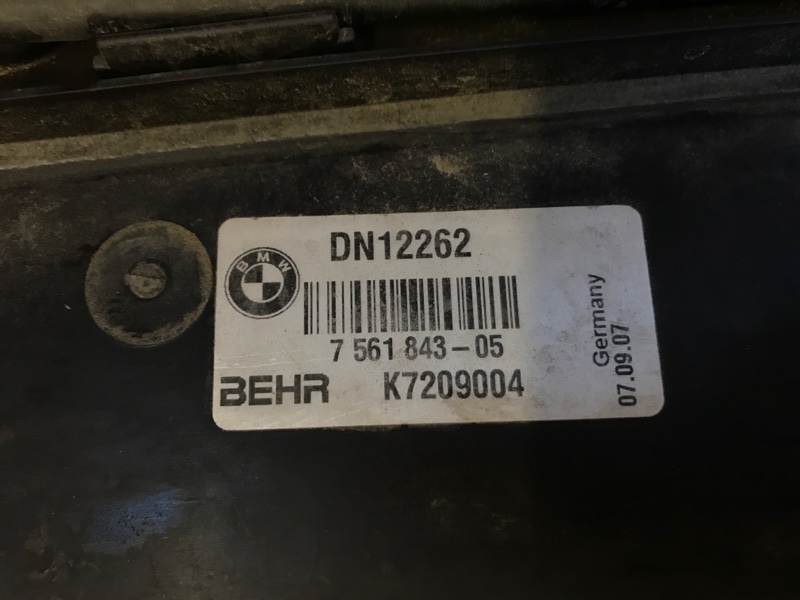 DN12262
BMW
7 561 843-05
BEHR K7209004
Germany
07.09.07